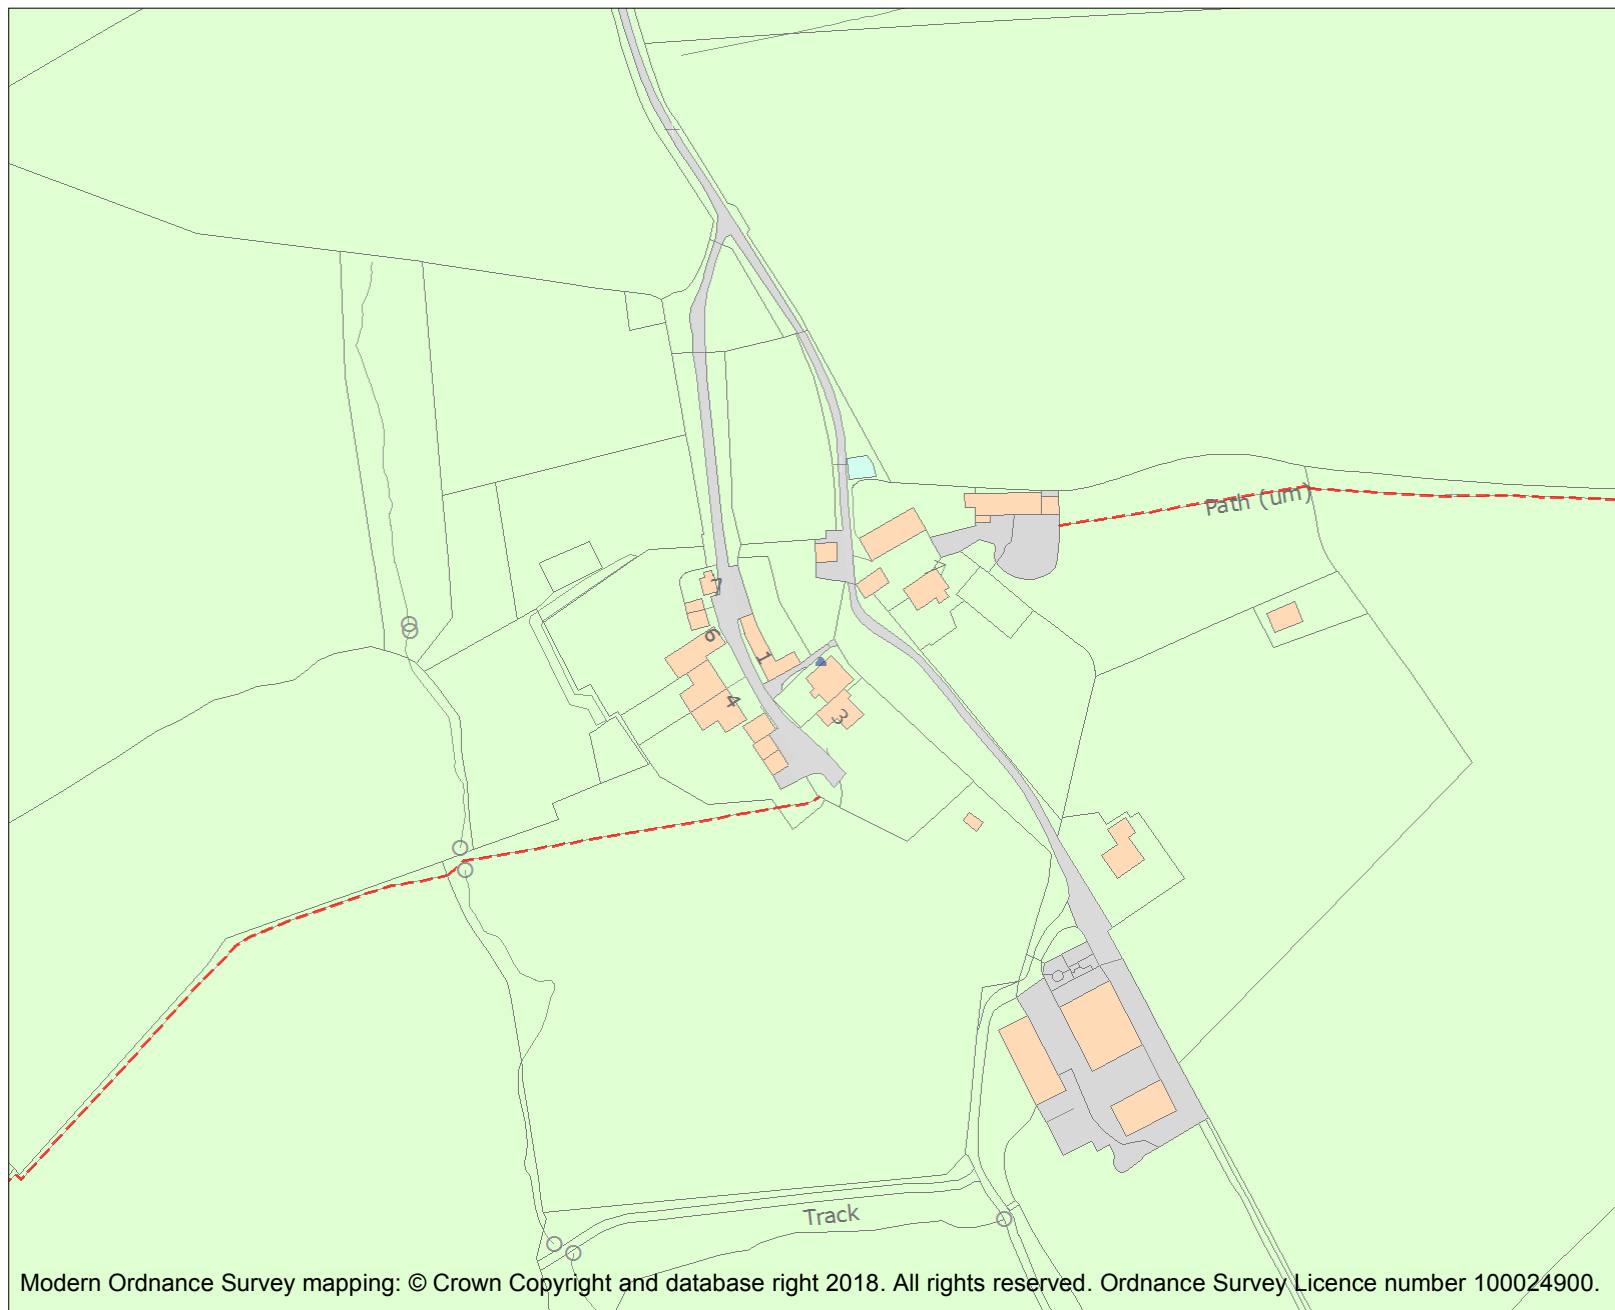 Path (um)
7
6
1
4
3
Track
Modern Ordnance Survey mapping: © Crown Copyright and database right 2018. All rights reserved. Ordnance Survey Licence number 100024900.